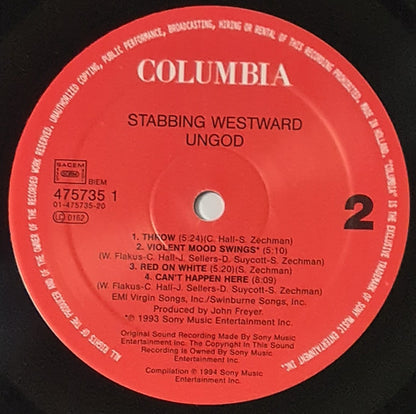 UNAUTHORIZED COPYING, PUBLIC PERFORMANCE, BROADCASTING, HIRING OR RENTAL OF THIS RECORDING PROHIBITED. MADE IN HOLLAND. "COLUMBIA" IS THE EXCLUSIVE TRADEMARK OF SONY MUSIC ENTERTAINMENT, INC.
ALL RIGHTS OF THE PRODUCER AND OF THE OWNER OF THE RECORDED WORK RESERVED.
COLUMBIA
STABBING WESTWARD
UNGOD
SACEM
BIEM
475735 1
01-475735-20
LC 0162
2
1. THROW (5:24)(C. Hall-S. Zechman)
2. VIOLENT MOOD SWINGS* (5:10)
(W. Flakus-C. Hall-J. Sellers-D. Suycott-S. Zechman)
3. RED ON WHITE (5:20)(S. Zechman)
4. CAN'T HAPPEN HERE (8:09)
(W. Flakus-C. Hall-J. Sellers-D. Suycott-S. Zechman)
EMI Virgin Songs, Inc./Swinburne Songs, Inc.
Produced by John Freyer.
*℗ 1993 Sony Music Entertainment Inc.
Original Sound Recording Made By Sony Music
Entertainment Inc. The Copyright In This Sound
Recording Is Owned By Sony Music
Entertainment Inc.
Compilation ℗ 1994 Sony Music
Entertainment Inc.